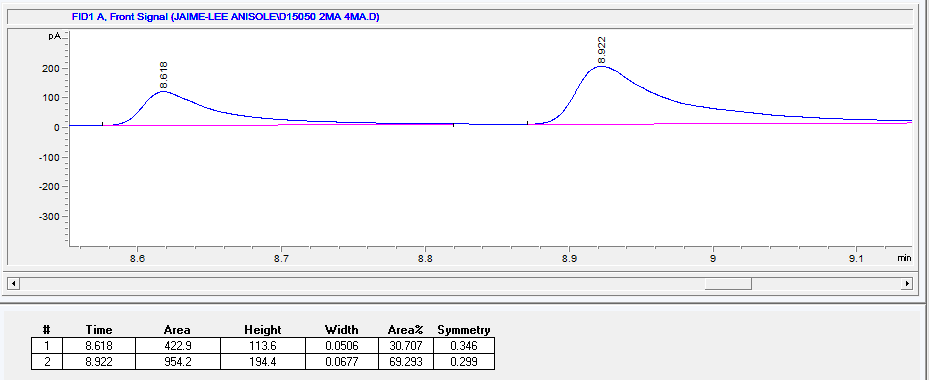 FID1 A, Front Signal (JAIME-LEE ANISOLE\D15050 2MA 4MA.D)
pA
200
100
0
-100
-200
-300
8.618
8.922
8.6 8.7 8.8 8.9 9 9.1 min
# Time Area Height Width Area% Symmetry
1 8.618 422.9 113.6 0.0506 30.707 0.346
2 8.922 954.2 194.4 0.0677 69.293 0.299